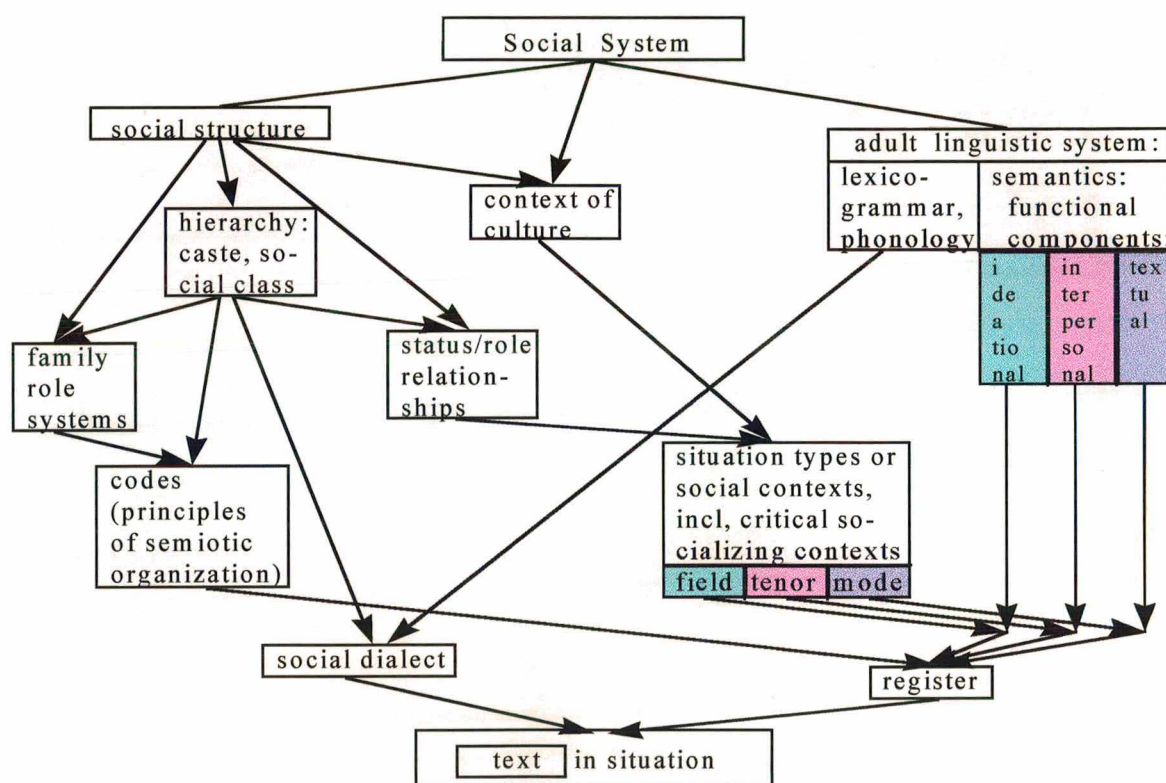 Social System
social structure
adult linguistic system:
lexico-
grammar,
phonology
semantics:
functional
components:
context of
culture
hierarchy:
caste, so-
cial class
i
de
a
tio
nal
in
ter
per
so
nal
tex
tu
al
family
role
systems
status/role
relation-
ships
codes
(principles
of semiotic
organization)
situation types or
social contexts,
incl, critical so-
cializing contexts
field
tenor
mode
social dialect
register
text in situation